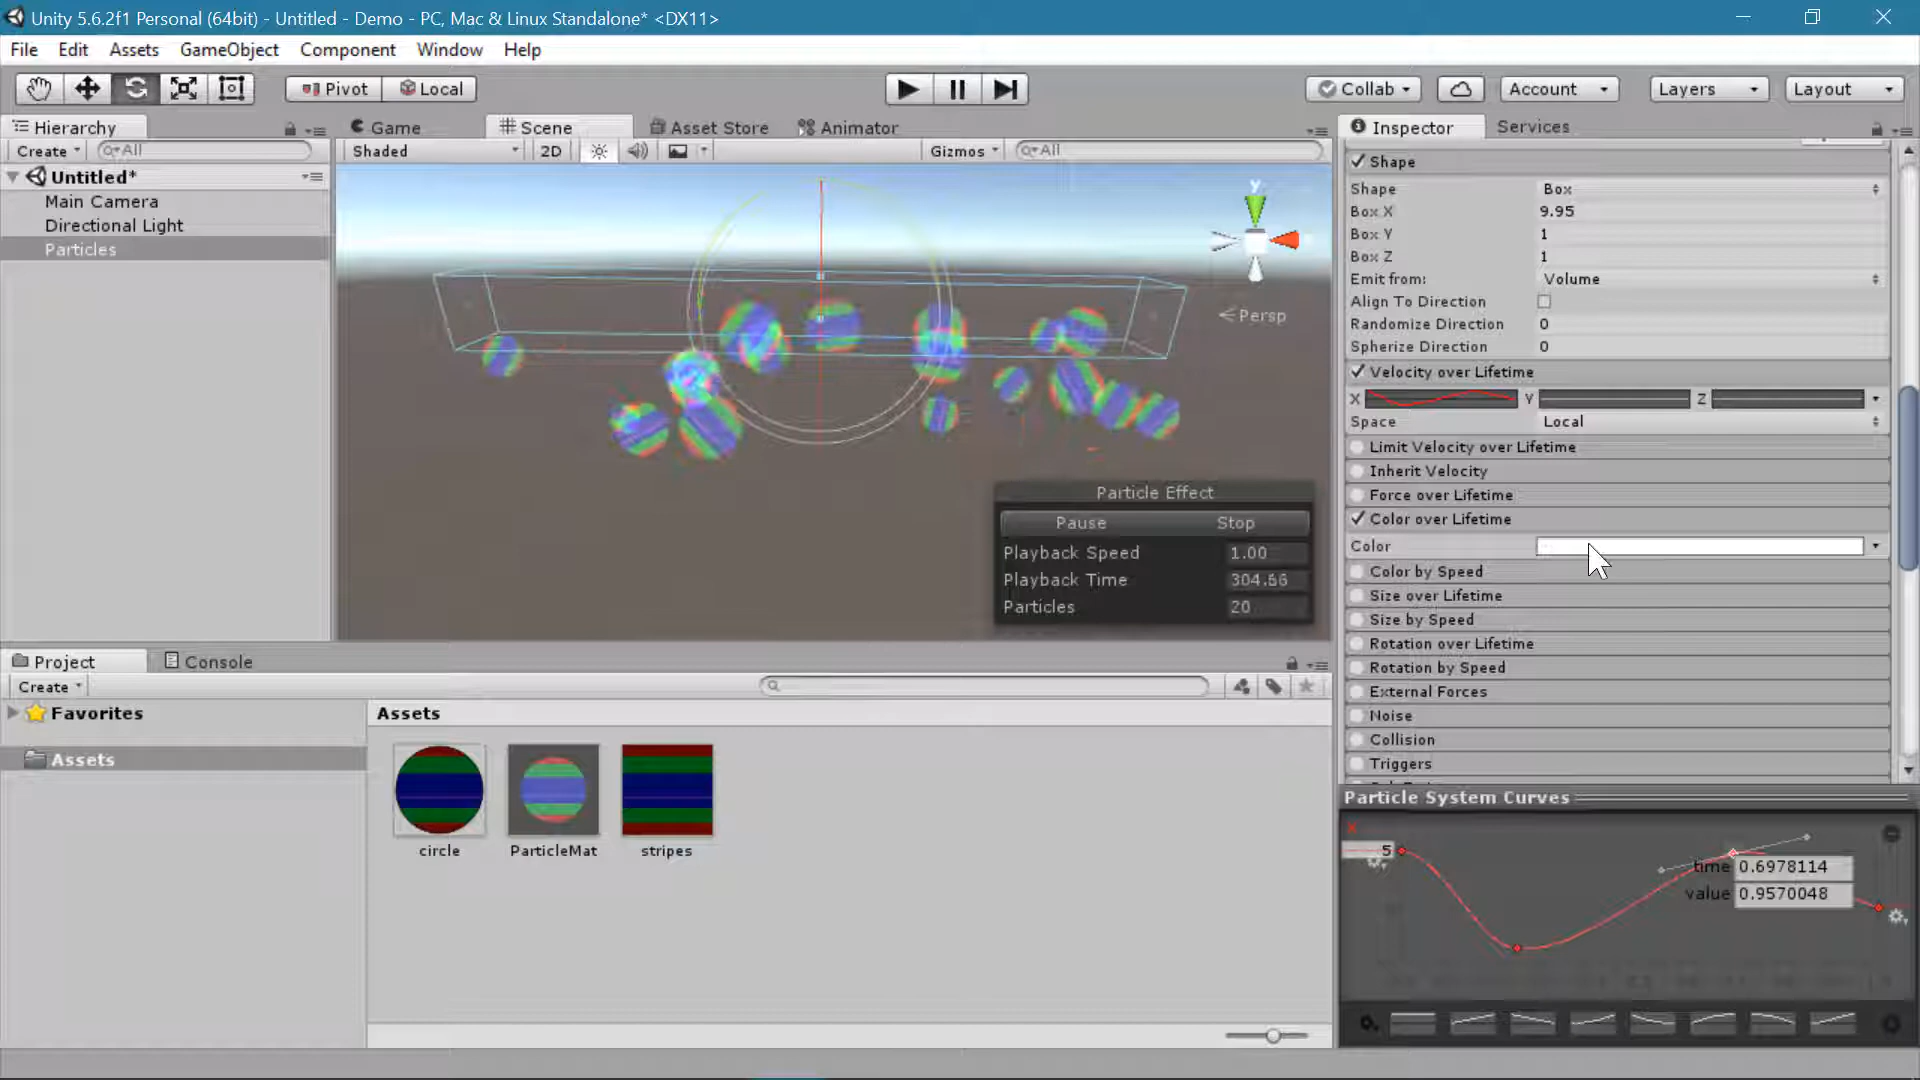 Unity 5.6.2f1 Personal (64bit) - Untitled - Demo - PC, Mac & Linux Standalone* <DX11>
File Edit Assets GameObject Component Window Help
Pivot Local Collab Account Layers Layout
Hierarchy
Create All
Untitled*
Main Camera
Directional Light
Particles
Game Scene Asset Store Animator
Shaded 2D Gizmos All
y
Persp
Particle Effect
Pause Stop
Playback Speed 1.00
Playback Time 304.56
Particles 20
Inspector Services
Shape
Shape Box
Box X 9.95
Box Y 1
Box Z 1
Emit from: Volume
Align To Direction
Randomize Direction 0
Spherize Direction 0
Velocity over Lifetime
X Y Z
Space Local
Limit Velocity over Lifetime
Inherit Velocity
Force over Lifetime
Color over Lifetime
Color
Color by Speed
Size over Lifetime
Size by Speed
Rotation over Lifetime
Rotation by Speed
External Forces
Noise
Collision
Triggers
Particle System Curves
5
time 0.6978114
value 0.9570048
Project Console
Create
Favorites
Assets
Assets
circle ParticleMat stripes